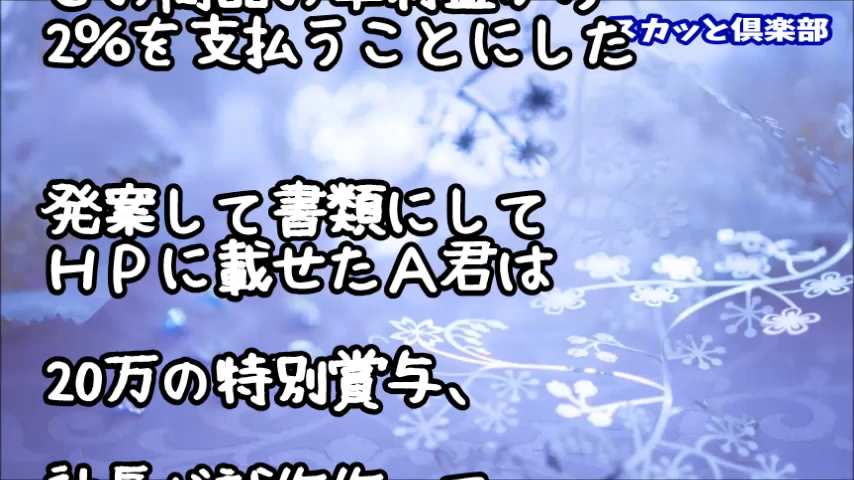 2%を支払うことにした
スカッと倶楽部
発案して書類にして
ＨＰに載せたＡ君は
20万の特別賞与、